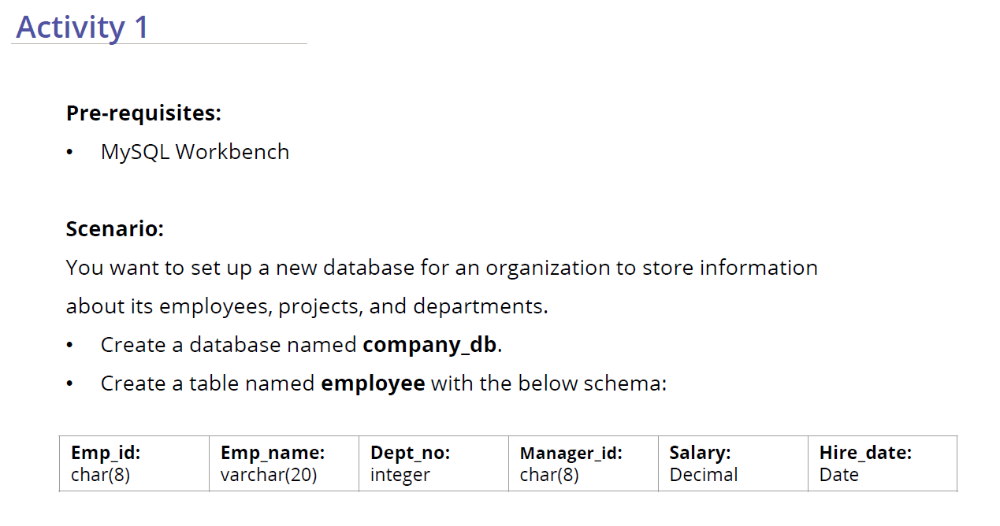 Activity 1
Pre-requisites:
• MySQL Workbench
Scenario:
You want to set up a new database for an organization to store information
about its employees, projects, and departments.
• Create a database named company_db.
• Create a table named employee with the below schema:
Emp_id: Emp_name: Dept_no: Manager_id: Salary: Hire_date:
char(8) varchar(20) integer char(8) Decimal Date